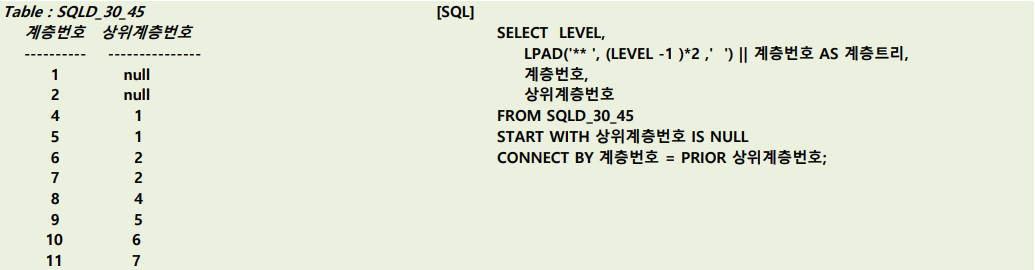 Table : SQLD_30_45
계층번호 상위계층번호
---------- ---------------
1 null
2 null
4 1
5 1
6 2
7 2
8 4
9 5
10 6
11 7
[SQL]
SELECT LEVEL,
LPAD('** ', (LEVEL -1 )*2 ,' ') || 계층번호 AS 계층트리,
계층번호,
상위계층번호
FROM SQLD_30_45
START WITH 상위계층번호 IS NULL
CONNECT BY 계층번호 = PRIOR 상위계층번호;